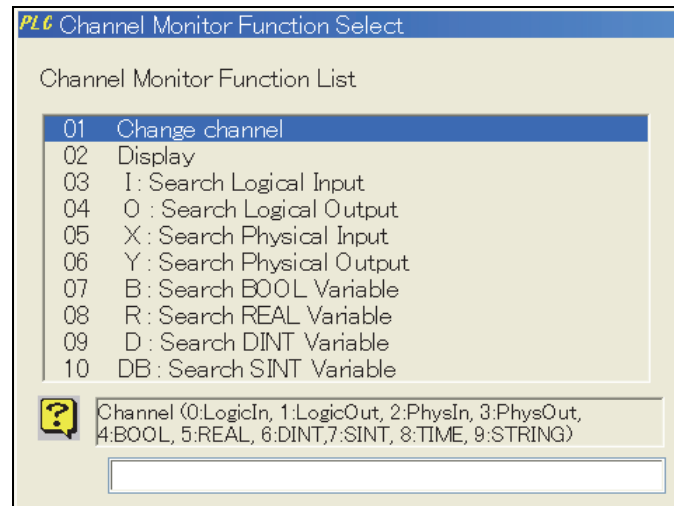 PLC Channel Monitor Function Select
Channel Monitor Function List
01 Change channel
02 Display
03 I : Search Logical Input
04 O : Search Logical Output
05 X : Search Physical Input
06 Y : Search Physical Output
07 B : Search BOOL Variable
08 R : Search REAL Variable
09 D : Search DINT Variable
10 DB : Search SINT Variable
Channel (0:LogicIn, 1:LogicOut, 2:PhysIn, 3:PhysOut,
4:BOOL, 5:REAL, 6:DINT,7:SINT, 8:TIME, 9:STRING)